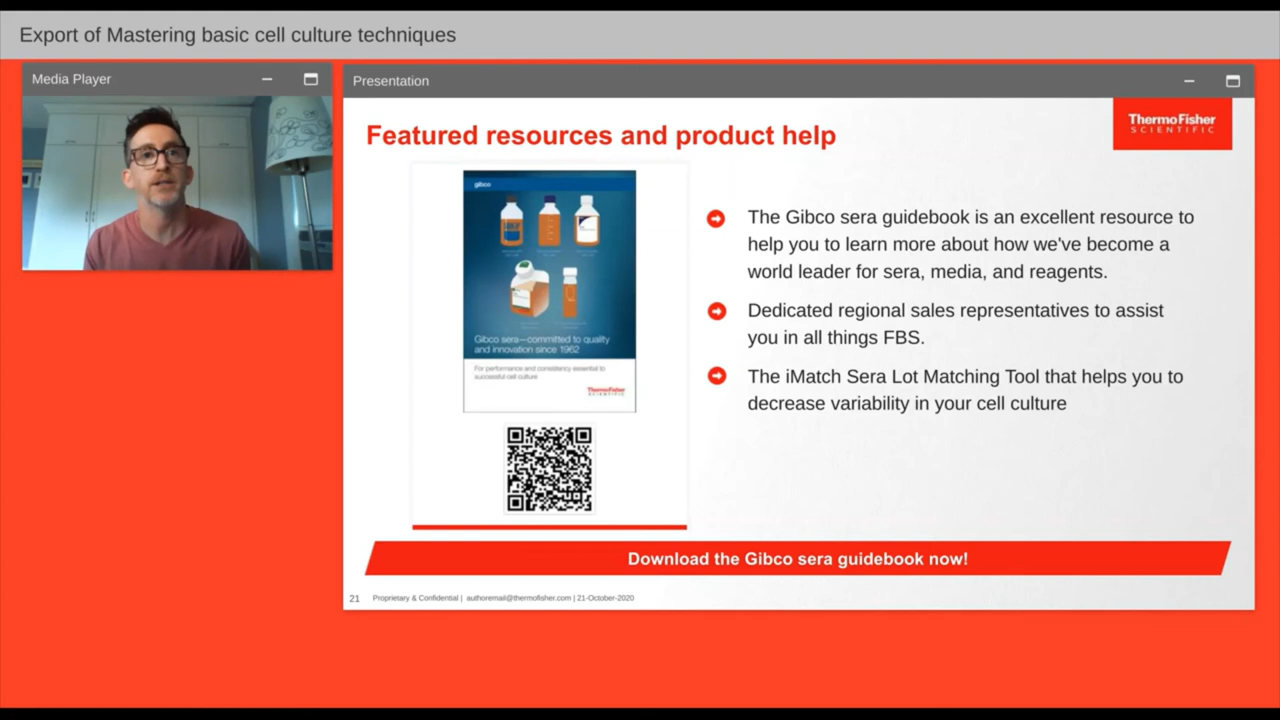 Export of Mastering basic cell culture techniques
Media Player
Presentation
Featured resources and product help
ThermoFisher
SCIENTIFIC
gibco
Gibco sera—committed to quality
and innovation since 1962
For performance and consistency essential to
successful cell culture
ThermoFisher
SCIENTIFIC
The Gibco sera guidebook is an excellent resource to
help you to learn more about how we've become a
world leader for sera, media, and reagents.
Dedicated regional sales representatives to assist
you in all things FBS.
The iMatch Sera Lot Matching Tool that helps you to
decrease variability in your cell culture
Download the Gibco sera guidebook now!
21 Proprietary & Confidential | authoremail@thermofisher.com | 21-October-2020